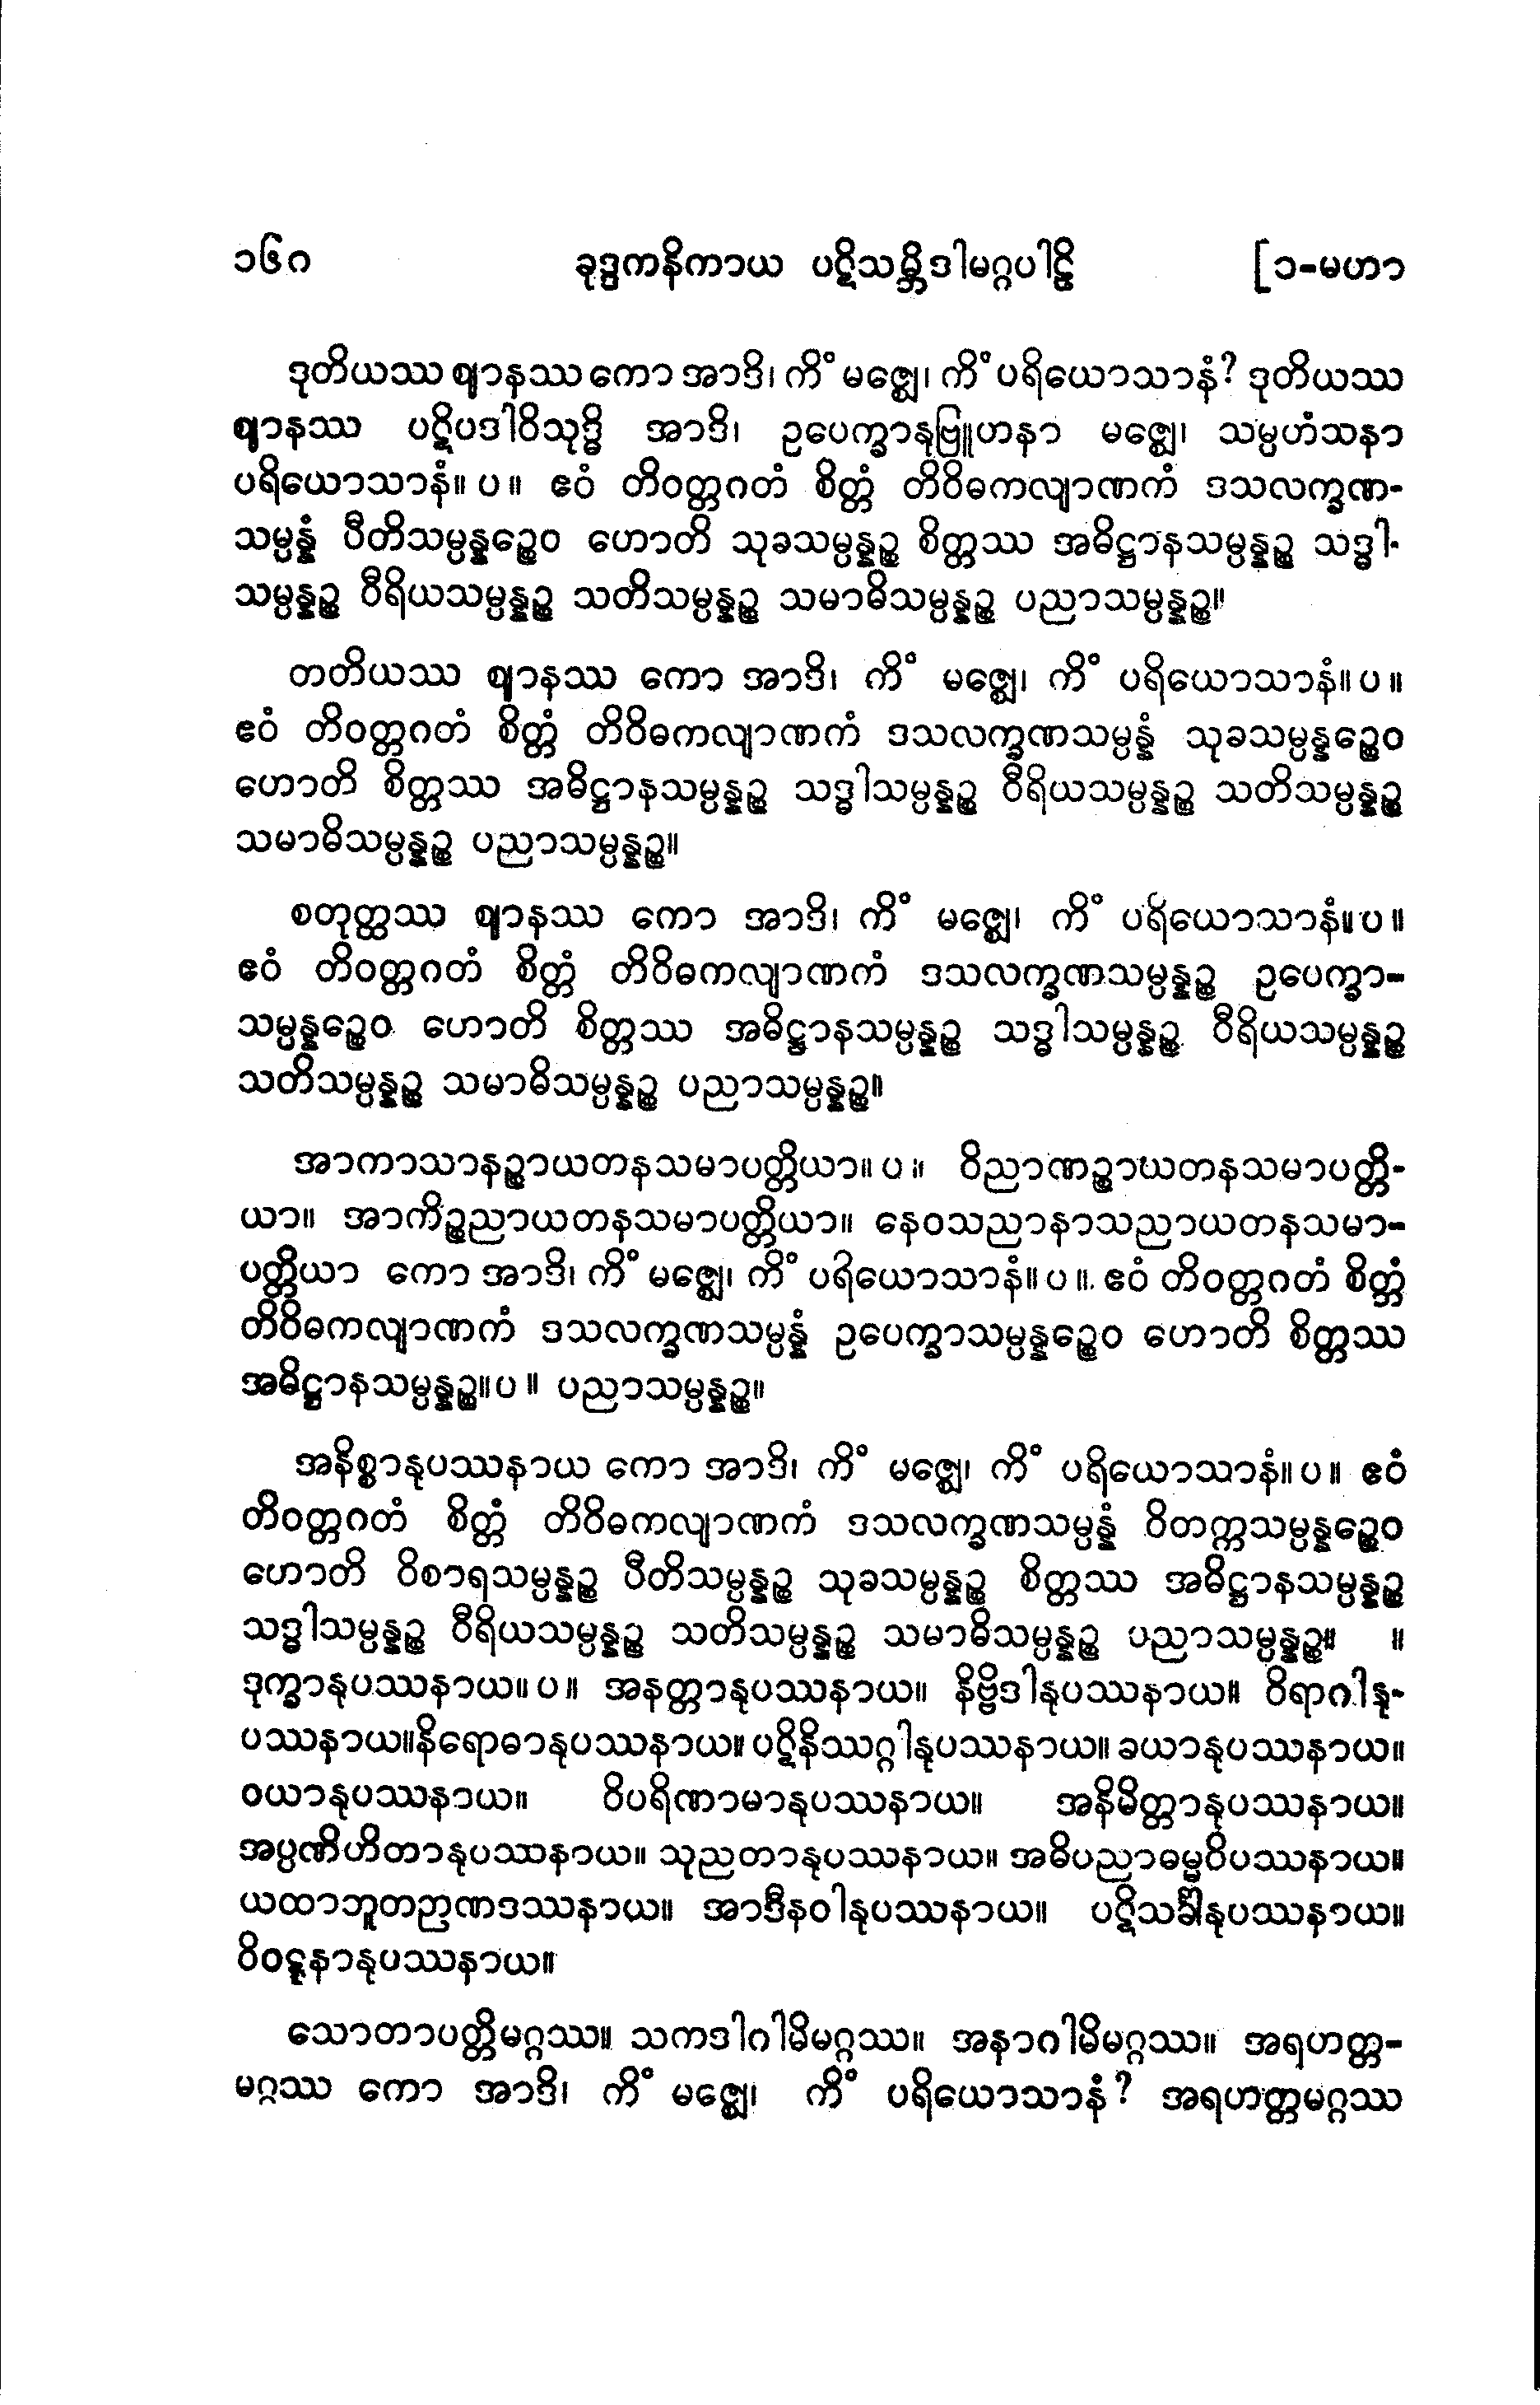 ၁၆၈ ခုဒ္ဒကနိကာယ ပဋိသမ္ဘိဒါမဂ္ဂပါဠိ [၁-မဟာ
ဒုတိယဿ ဈာနဿ ကော အာဒိ၊ ကိံ မဇ္ဈေ၊ ကိံ ပရိယောသာနံ? ဒုတိယဿ
ဈာနဿ ပဋိပဒါဝိသုဒ္ဓိ အာဒိ၊ ဥပေက္ခာနုဗြူဟနာ မဇ္ဈေ၊ သမ္ပဟံသနာ
ပရိယောသာနံ။ ပ။ ဧဝံ တိဝတ္တဂတံ စိတ္တံ တိဝိဓကလျာဏကံ ဒသလက္ခဏ-
သမ္ပန္နံ ပီတိသမ္ပန္နဉ္စေဝ ဟောတိ သုခသမ္ပန္နဉ္စ စိတ္တဿ အဓိဋ္ဌာနသမ္ပန္နဉ္စ သဒ္ဓါ-
သမ္ပန္နဉ္စ ဝီရိယသမ္ပန္နဉ္စ သတိသမ္ပန္နဉ္စ သမာဓိသမ္ပန္နဉ္စ ပညာသမ္ပန္နဉ္စ။
တတိယဿ ဈာနဿ ကော အာဒိ၊ ကိံ မဇ္ဈေ၊ ကိံ ပရိယောသာနံ။ ပ။
ဧဝံ တိဝတ္တဂတံ စိတ္တံ တိဝိဓကလျာဏကံ ဒသလက္ခဏသမ္ပန္နံ သုခသမ္ပန္နဉ္စေဝ
ဟောတိ စိတ္တဿ အဓိဋ္ဌာနသမ္ပန္နဉ္စ သဒ္ဓါသမ္ပန္နဉ္စ ဝီရိယသမ္ပန္နဉ္စ သတိသမ္ပန္နဉ္စ
သမာဓိသမ္ပန္နဉ္စ ပညာသမ္ပန္နဉ္စ။
စတုတ္ထဿ ဈာနဿ ကော အာဒိ၊ ကိံ မဇ္ဈေ၊ ကိံ ပရိယောသာနံ။ ပ။
ဧဝံ တိဝတ္တဂတံ စိတ္တံ တိဝိဓကလျာဏကံ ဒသလက္ခဏသမ္ပန္နဉ္စ ဥပေက္ခာ-
သမ္ပန္နဉ္စေဝ ဟောတိ စိတ္တဿ အဓိဋ္ဌာနသမ္ပန္နဉ္စ သဒ္ဓါသမ္ပန္နဉ္စ ဝီရိယသမ္ပန္နဉ္စ
သတိသမ္ပန္နဉ္စ သမာဓိသမ္ပန္နဉ္စ ပညာသမ္ပန္နဉ္စ။
အာကာသာနဉ္စာယတနသမာပတ္တိယာ။ ပ။ ဝိညာဏဉ္စာယတနသမာပတ္တိ-
ယာ။ အာကိဉ္စညာယတနသမာပတ္တိယာ။ နေဝသညာနာသညာယတနသမာ-
ပတ္တိယာ ကော အာဒိ၊ ကိံ မဇ္ဈေ၊ ကိံ ပရိယောသာနံ။ ပ။ ဧဝံ တိဝတ္တဂတံ စိတ္တံ
တိဝိဓကလျာဏကံ ဒသလက္ခဏသမ္ပန္နံ ဥပေက္ခာသမ္ပန္နဉ္စေဝ ဟောတိ စိတ္တဿ
အဓိဋ္ဌာနသမ္ပန္နဉ္စ။ ပ။ ပညာသမ္ပန္နဉ္စ။
အနိစ္စာနုပဿနာယ ကော အာဒိ၊ ကိံ မဇ္ဈေ၊ ကိံ ပရိယောသာနံ။ ပ။ ဧဝံ
တိဝတ္တဂတံ စိတ္တံ တိဝိဓကလျာဏကံ ဒသလက္ခဏသမ္ပန္နံ ဝိတက္ကသမ္ပန္နဉ္စေဝ
ဟောတိ ဝိစာရသမ္ပန္နဉ္စ ပီတိသမ္ပန္နဉ္စ သုခသမ္ပန္နဉ္စ စိတ္တဿ အဓိဋ္ဌာနသမ္ပန္နဉ္စ
သဒ္ဓါသမ္ပန္နဉ္စ ဝီရိယသမ္ပန္နဉ္စ သတိသမ္ပန္နဉ္စ သမာဓိသမ္ပန္နဉ္စ ပညာသမ္ပန္နဉ္စ။ ။
ဒုက္ခာနုပဿနာယ။ ပ။ အနတ္တာနုပဿနာယ။ နိဗ္ဗိဒါနုပဿနာယ။ ဝိရာဂါနု-
ပဿနာယ။ နိရောဓာနုပဿနာယ။ ပဋိနိဿဂ္ဂါနုပဿနာယ။ ခယာနုပဿနာယ။
ဝယာနုပဿနာယ။ ဝိပရိဏာမာနုပဿနာယ။ အနိမိတ္တာနုပဿနာယ။
အပ္ပဏိဟိတာနုပဿနာယ။ သုညတာနုပဿနာယ။ အဓိပညာဓမ္မဝိပဿနာယ။
ယထာဘူတဉာဏဒဿနာယ။ အာဒီနဝါနုပဿနာယ။ ပဋိသင်္ခါနုပဿနာယ။
ဝိဝဋ္ဋနာနုပဿနာယ။
သောတာပတ္တိမဂ္ဂဿ။ သကဒါဂါမိမဂ္ဂဿ။ အနာဂါမိမဂ္ဂဿ။ အရဟတ္တ-
မဂ္ဂဿ ကော အာဒိ၊ ကိံ မဇ္ဈေ၊ ကိံ ပရိယောသာနံ? အရဟတ္တမဂ္ဂဿ